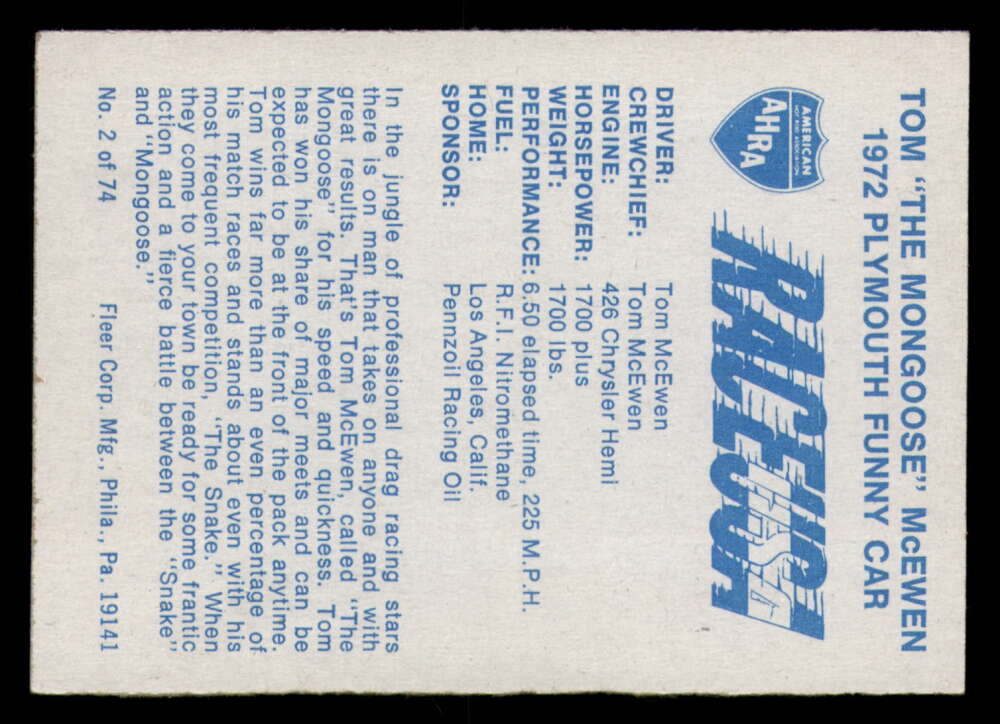 TOM "THE MONGOOSE" McEWEN
1972 PLYMOUTH FUNNY CAR
AMERICAN
HOT ROD ASSOCIATION
AHRA
RACEWAY
DRIVER: Tom McEwen
CREWCHIEF: Tom McEwen
ENGINE: 426 Chrysler Hemi
HORSEPOWER: 1700 plus
WEIGHT: 1700 lbs.
PERFORMANCE: 6.50 elapsed time, 225 M.P.H.
FUEL: R.F.I. Nitromethane
HOME: Los Angeles, Calif.
SPONSOR: Pennzoil Racing Oil
In the jungle of professional drag racing stars
there is on man that takes on anyone and with
great results. That's Tom McEwen, called "The
Mongoose" for his speed and quickness. Tom
has won his share of major meets and can be
expected to be at the front of the pack anytime.
Tom wins far more than an even percentage of
his match races and stands about even with his
most frequent competition, "The Snake." When
they come to your town be ready for some frantic
action and a fierce battle between the "Snake"
and "Mongoose."
No. 2 of 74 Fleer Corp. Mfg., Phila., Pa. 19141